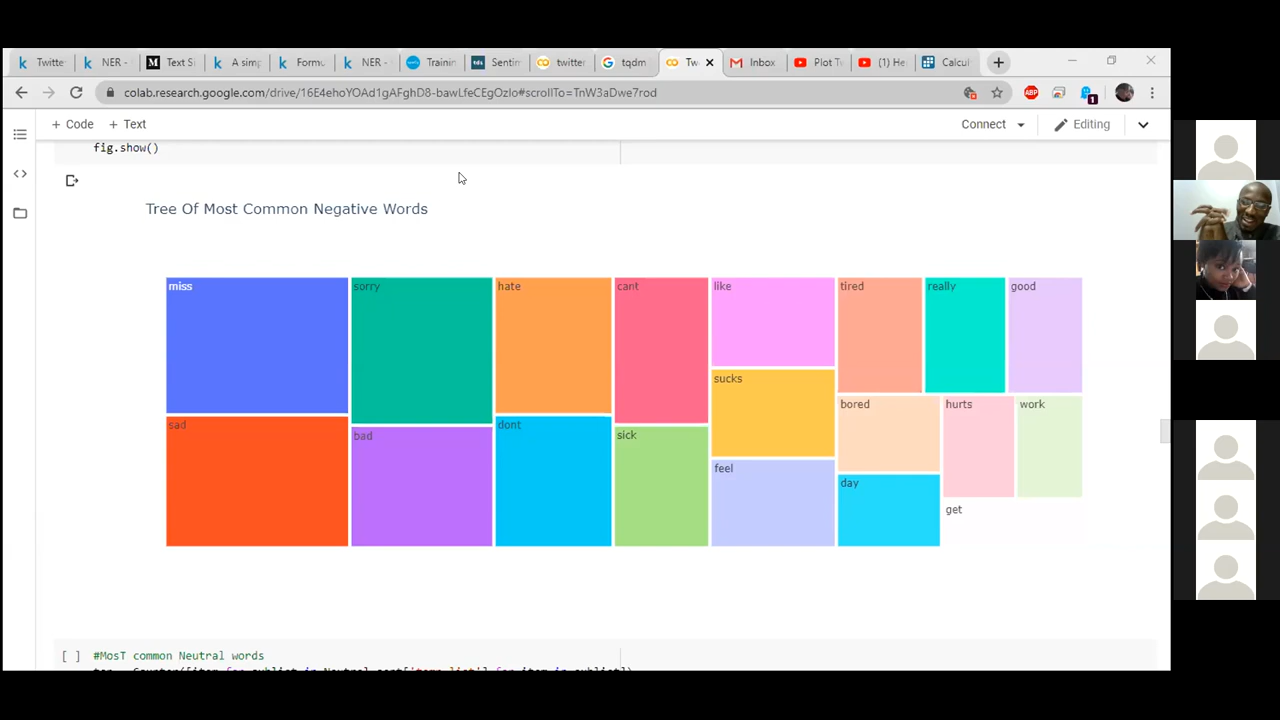 Twitte NER - Text S A simp Formu NER - Trainin Sentin twitter tqdm Tw Inbox Plot Tw (1) He Calcul
colab.research.google.com/drive/16E4ehoYOAd1gAFghD8-bawLfeCEgOzIo#scrollTo=TnW3aDwe7rod
+ Code + Text Connect Editing
fig.show()
Tree Of Most Common Negative Words
miss sorry hate cant like tired really good
sucks
bored hurts work
sad bad dont sick
feel
day
get
[ ] #MosT common Neutral words